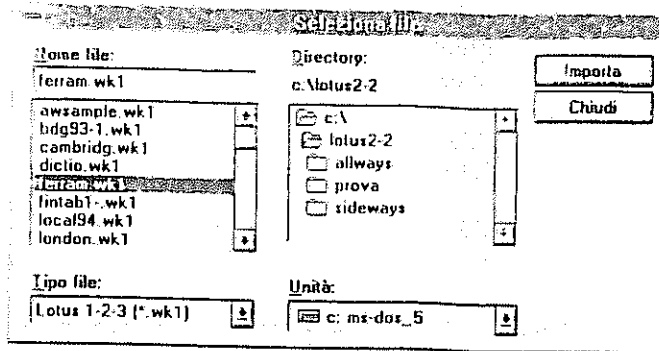 Seleziona file
Nome file:
ferram.wk1
awsample.wk1
bdg93-1.wk1
cambridg.wk1
dictio.wk1
ferram.wk1
fintab1-.wk1
local94.wk1
london.wk1
Tipo file:
Lotus 1-2-3 (*.wk1)
Directory:
c:\lotus2-2
c:\
lotus2-2
allways
prova
sideways
Unità:
c: ms-dos_5
Importa
Chiudi